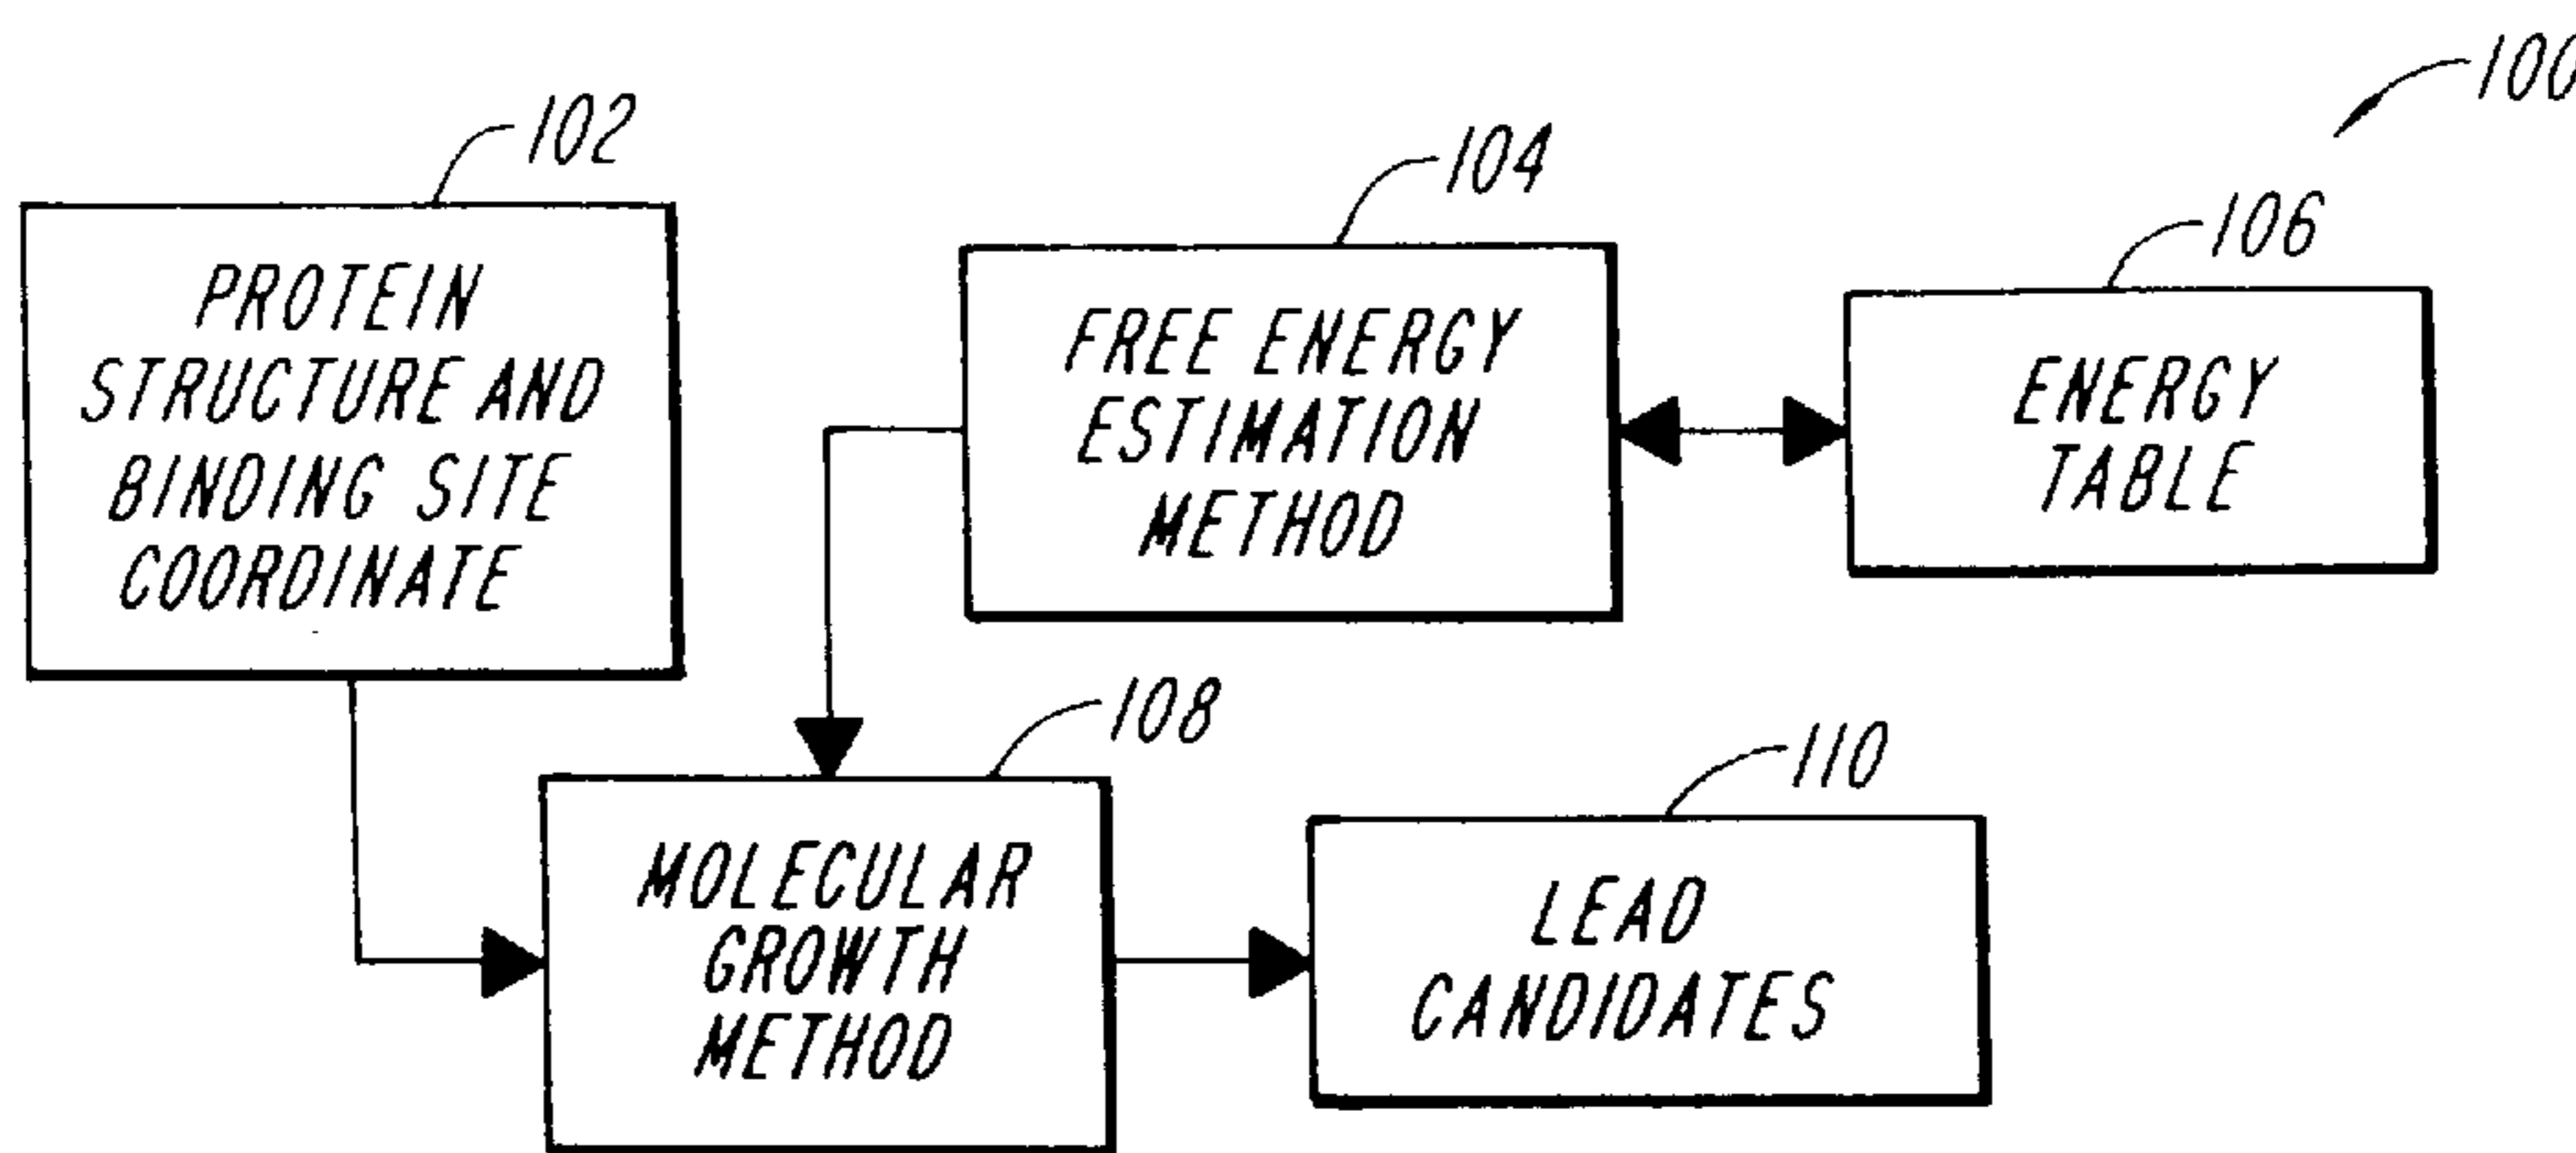 100
102
PROTEIN
STRUCTURE AND
BINDING SITE
COORDINATE
104
FREE ENERGY
ESTIMATION
METHOD
106
ENERGY
TABLE
108
MOLECULAR
GROWTH
METHOD
110
LEAD
CANDIDATES